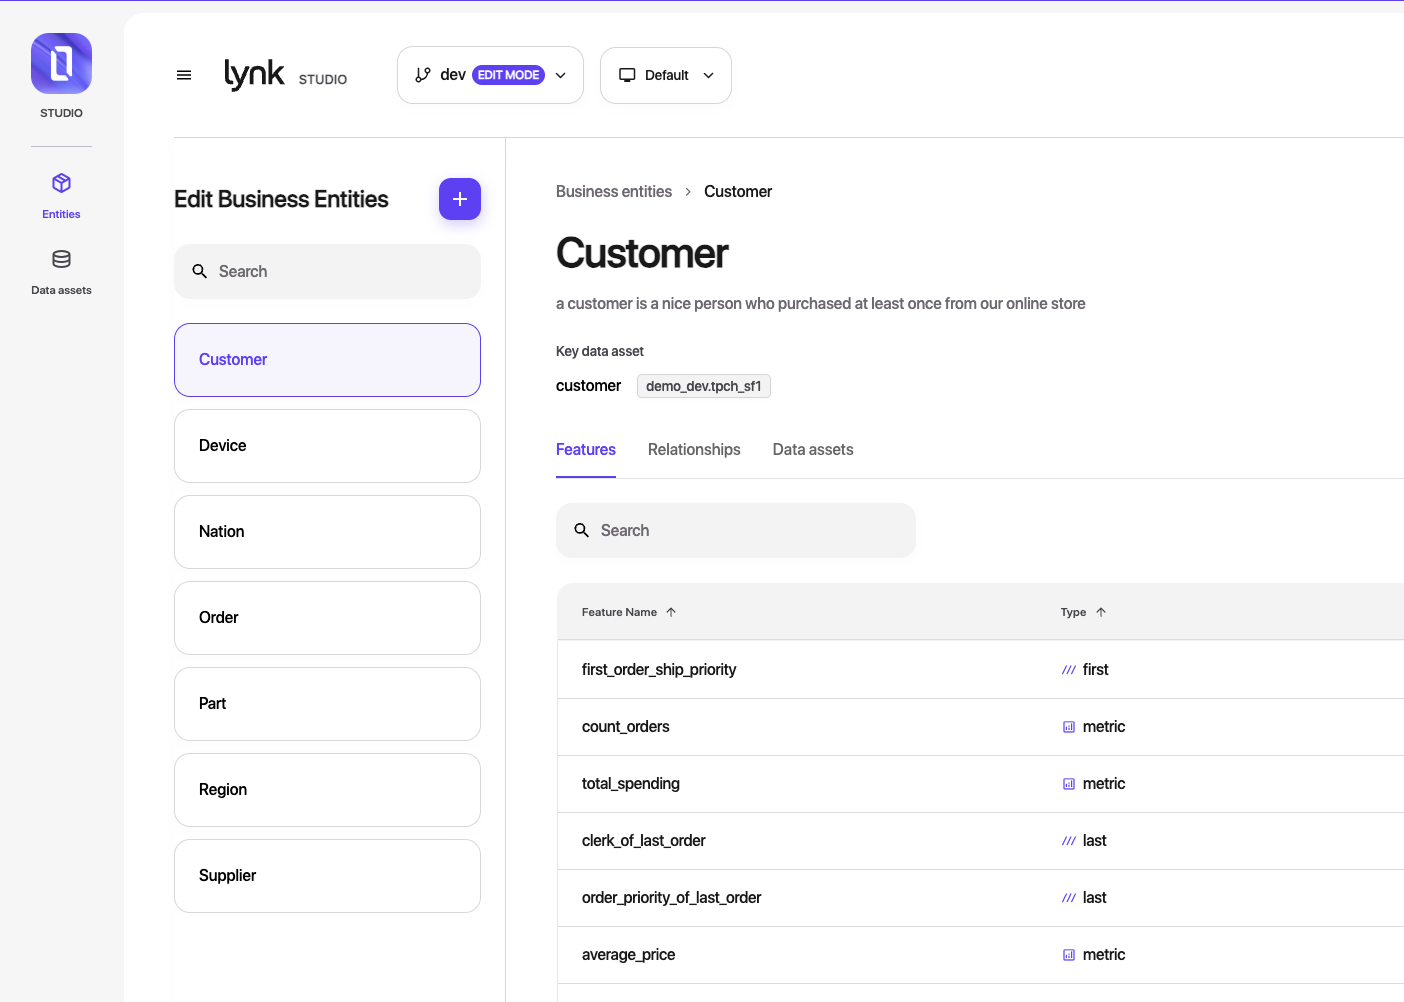 STUDIO
Entities
Data assets
lynk STUDIO
dev EDIT MODE
Default
Edit Business Entities
Search
Customer
Device
Nation
Order
Part
Region
Supplier
Business entities > Customer
Customer
a customer is a nice person who purchased at least once from our online store
Key data asset
customer demo_dev.tpch_sf1
Features Relationships Data assets
Search
Feature Name Type
first_order_ship_priority first
count_orders metric
total_spending metric
clerk_of_last_order last
order_priority_of_last_order last
average_price metric